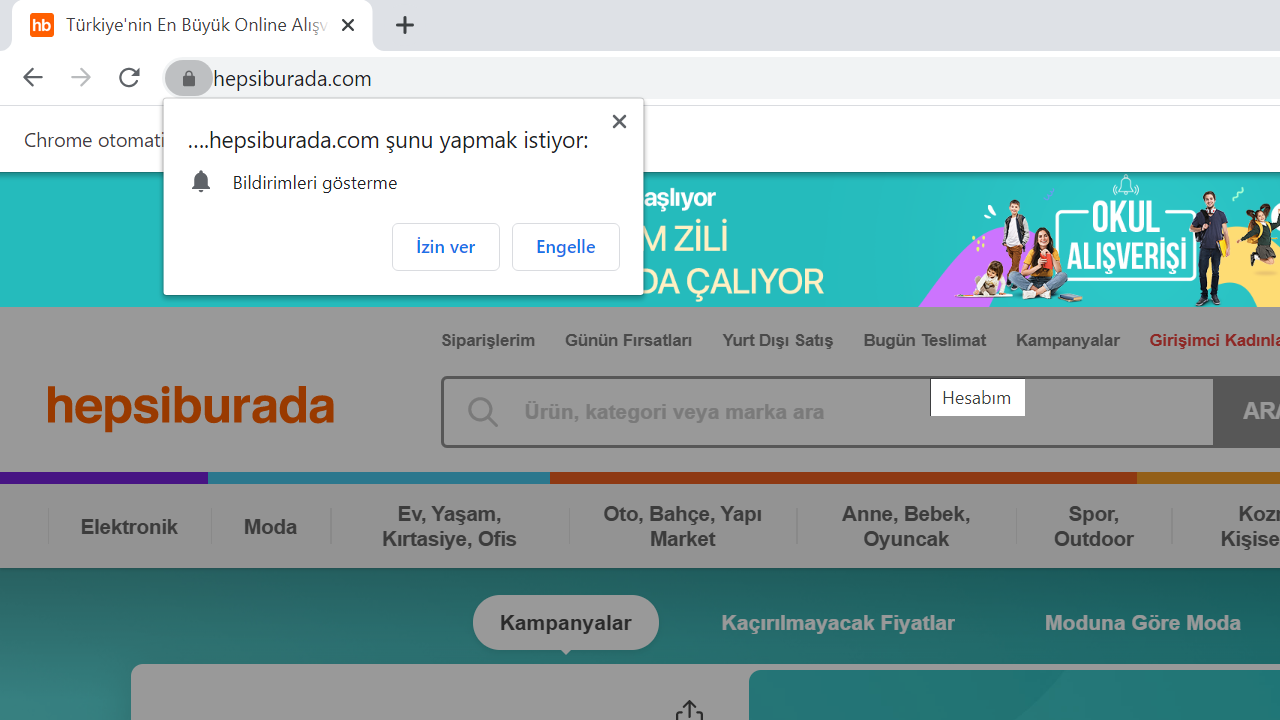 hb Türkiye'nin En Büyük Online Alışv
hepsiburada.com
Chrome otomati
....hepsiburada.com şunu yapmak istiyor:
Bildirimleri gösterme
İzin ver Engelle
aşlıyor
M ZİLİ
DA ÇALIYOR
OKUL
ALIŞVERİŞİ
Siparişlerim Günün Fırsatları Yurt Dışı Satış Bugün Teslimat Kampanyalar Girişimci Kadınla
hepsiburada
Ürün, kategori veya marka ara
Hesabım
ARA
Elektronik
Moda
Ev, Yaşam,
Kırtasiye, Ofis
Oto, Bahçe, Yapı
Market
Anne, Bebek,
Oyuncak
Spor,
Outdoor
Kozm
Kişise
Kampanyalar Kaçırılmayacak Fiyatlar Moduna Göre Moda